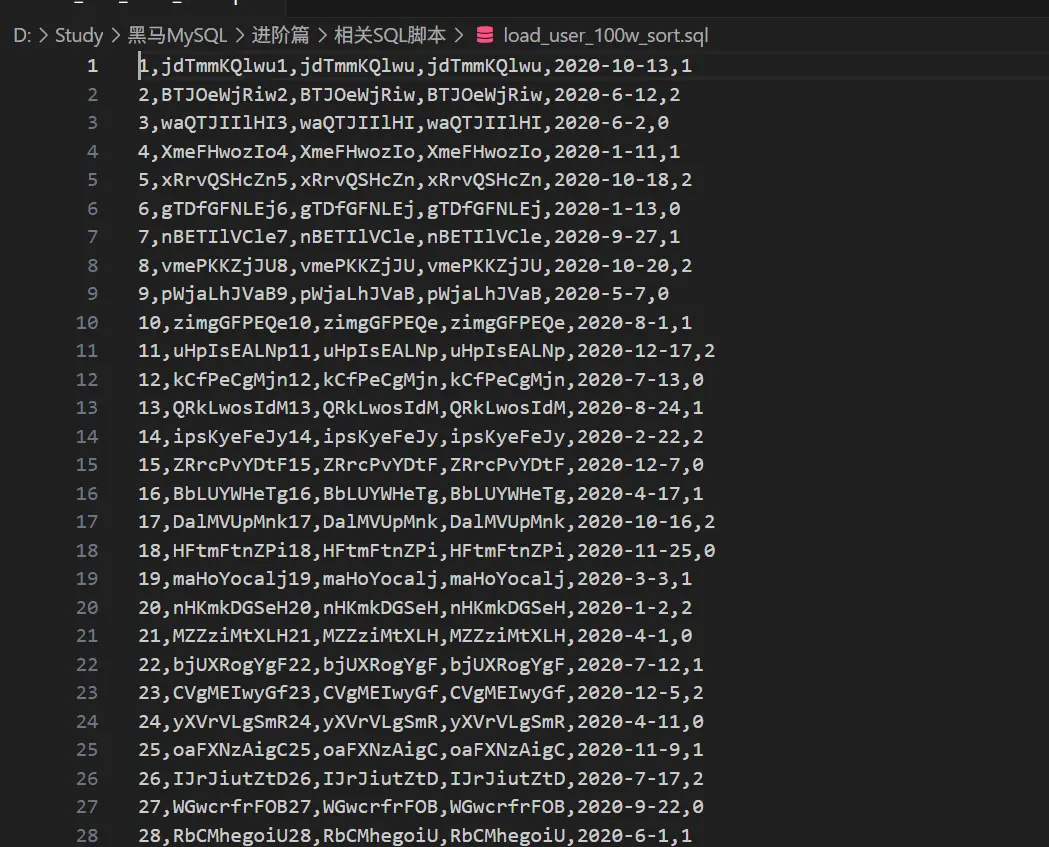 D: > Study > 黑马MySQL > 进阶篇 > 相关SQL脚本 > load_user_100w_sort.sql
1 1,jdTmmKQlwu1,jdTmmKQlwu,jdTmmKQlwu,2020-10-13,1
2 2,BTJOeWjRiw2,BTJOeWjRiw,BTJOeWjRiw,2020-6-12,2
3 3,waQTJIIlHI3,waQTJIIlHI,waQTJIIlHI,2020-6-2,0
4 4,XmeFHwozIo4,XmeFHwozIo,XmeFHwozIo,2020-1-11,1
5 5,xRrvQSHcZn5,xRrvQSHcZn,xRrvQSHcZn,2020-10-18,2
6 6,gTDfGFNLEj6,gTDfGFNLEj,gTDfGFNLEj,2020-1-13,0
7 7,nBETIlVCle7,nBETIlVCle,nBETIlVCle,2020-9-27,1
8 8,vmePKKZjJU8,vmePKKZjJU,vmePKKZjJU,2020-10-20,2
9 9,pWjaLhJVaB9,pWjaLhJVaB,pWjaLhJVaB,2020-5-7,0
10 10,zimgGFPEQe10,zimgGFPEQe,zimgGFPEQe,2020-8-1,1
11 11,uHpIsEALNp11,uHpIsEALNp,uHpIsEALNp,2020-12-17,2
12 12,kCfPeCgMjn12,kCfPeCgMjn,kCfPeCgMjn,2020-7-13,0
13 13,QRkLwosIdM13,QRkLwosIdM,QRkLwosIdM,2020-8-24,1
14 14,ipsKyeFeJy14,ipsKyeFeJy,ipsKyeFeJy,2020-2-22,2
15 15,ZRrcPvYDtF15,ZRrcPvYDtF,ZRrcPvYDtF,2020-12-7,0
16 16,BbLUYWHeTg16,BbLUYWHeTg,BbLUYWHeTg,2020-4-17,1
17 17,DalMVUpMnk17,DalMVUpMnk,DalMVUpMnk,2020-10-16,2
18 18,HFtmFtnZPi18,HFtmFtnZPi,HFtmFtnZPi,2020-11-25,0
19 19,maHoYocalj19,maHoYocalj,maHoYocalj,2020-3-3,1
20 20,nHKmkDGSeH20,nHKmkDGSeH,nHKmkDGSeH,2020-1-2,2
21 21,MZZziMtXLH21,MZZziMtXLH,MZZziMtXLH,2020-4-1,0
22 22,bjUXRogYgF22,bjUXRogYgF,bjUXRogYgF,2020-7-12,1
23 23,CVgMEIwyGf23,CVgMEIwyGf,CVgMEIwyGf,2020-12-5,2
24 24,yXVrVLgSmR24,yXVrVLgSmR,yXVrVLgSmR,2020-4-11,0
25 25,oaFXNzAigC25,oaFXNzAigC,oaFXNzAigC,2020-11-9,1
26 26,IJrJiutZtD26,IJrJiutZtD,IJrJiutZtD,2020-7-17,2
27 27,WGwcrfrFOB27,WGwcrfrFOB,WGwcrfrFOB,2020-9-22,0
28 28,RbCMhegoiU28,RbCMhegoiU,RbCMhegoiU,2020-6-1,1